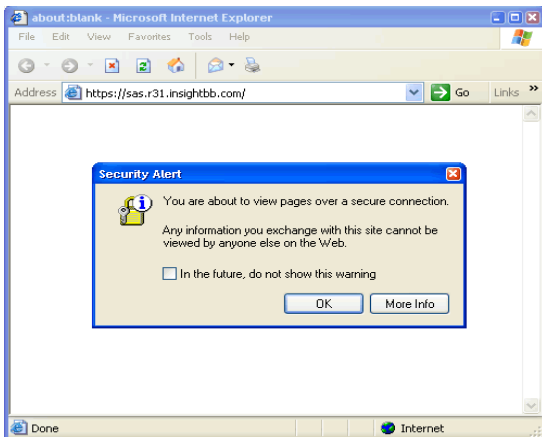 about:blank - Microsoft Internet Explorer
File Edit View Favorites Tools Help
Address https://sas.r31.insightbb.com/ Go Links »
Security Alert
You are about to view pages over a secure connection.
Any information you exchange with this site cannot be
viewed by anyone else on the Web.
In the future, do not show this warning
OK More Info
Done Internet